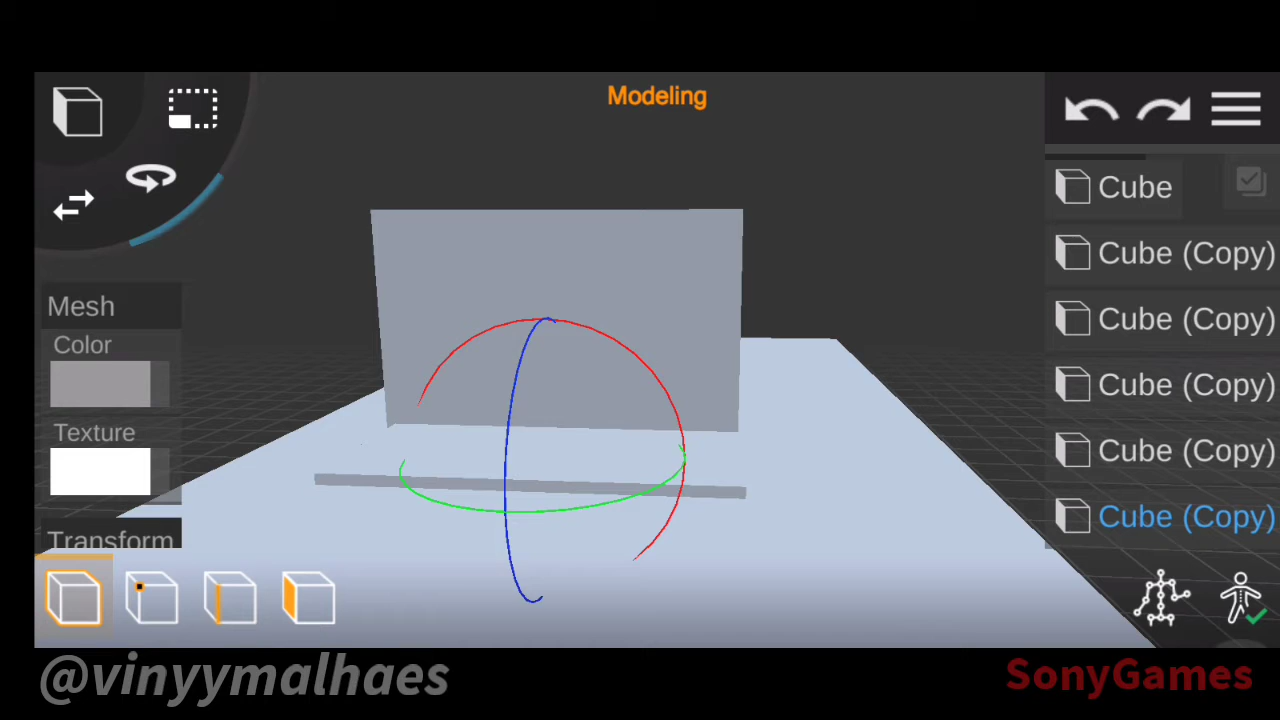 Modeling
Cube
Cube (Copy)
Cube (Copy)
Cube (Copy)
Cube (Copy)
Cube (Copy)
Mesh
Color
Texture
Transform
@vinyymalhaes
SonyGames